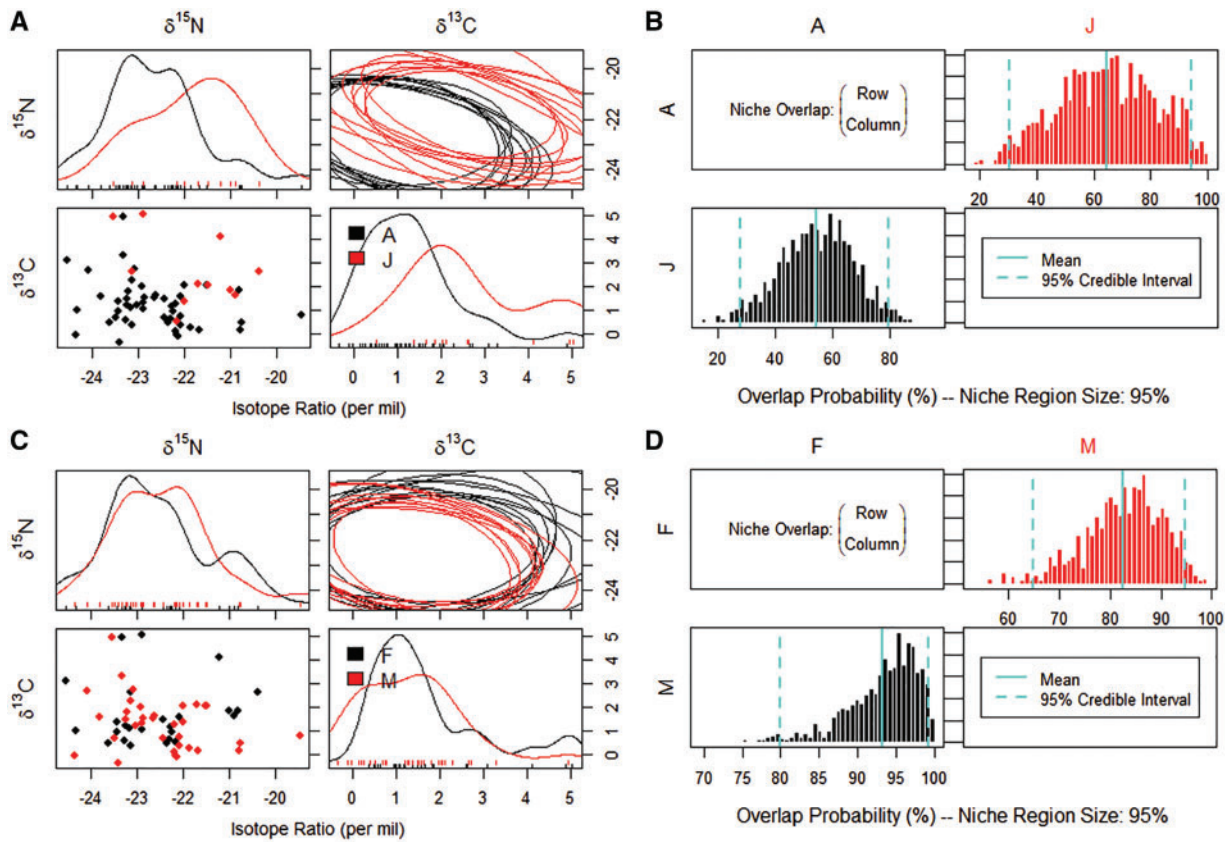 A
δ¹⁵N
δ¹³C
δ¹⁵N
-20
-22
-24
δ¹³C
A
J
5
4
3
2
1
0
-24 -23 -22 -21 -20
0 1 2 3 4 5
Isotope Ratio (per mil)
B
A
J
A
Niche Overlap: (Row Column)
20 40 60 80 100
J
Mean
95% Credible Interval
20 40 60 80
Overlap Probability (%) -- Niche Region Size: 95%
C
δ¹⁵N
δ¹³C
δ¹⁵N
-20
-22
-24
δ¹³C
F
M
5
4
3
2
1
0
-24 -23 -22 -21 -20
0 1 2 3 4 5
Isotope Ratio (per mil)
D
F
M
F
Niche Overlap: (Row Column)
60 70 80 90 100
M
Mean
95% Credible Interval
70 75 80 85 90 95 100
Overlap Probability (%) -- Niche Region Size: 95%